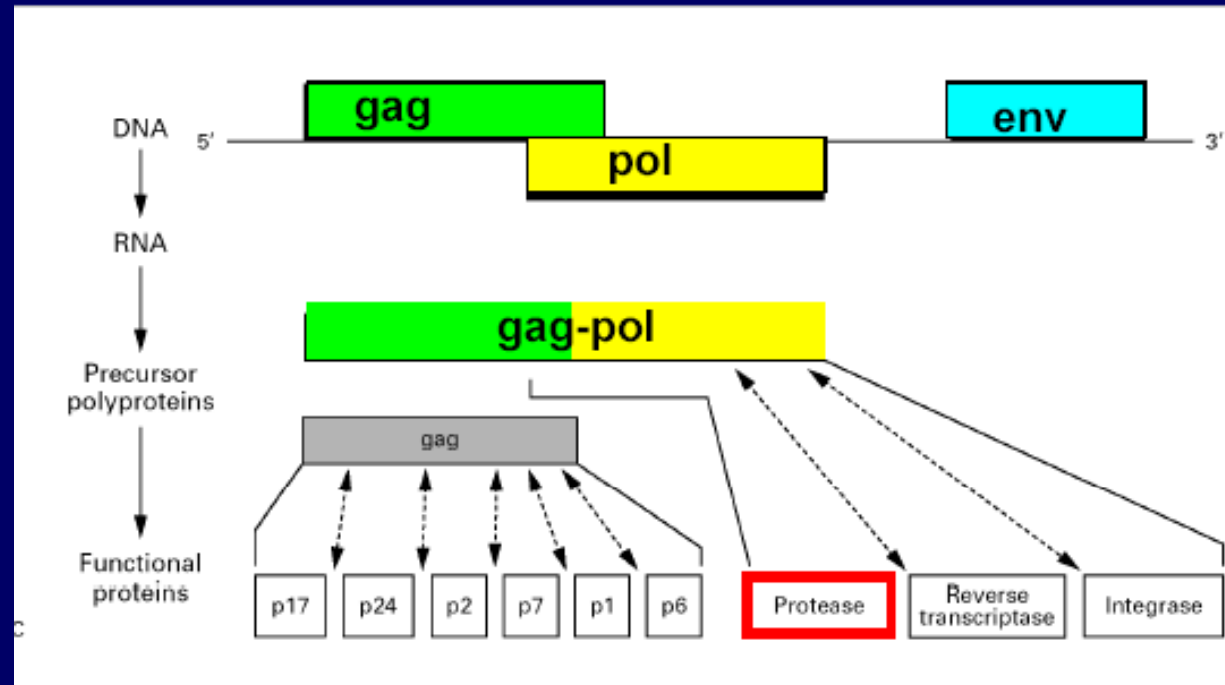 gag
env
DNA
5′
3′
pol
RNA
gag-pol
Precursor
polyproteins
gag
Functional
proteins
p17
p24
p2
p7
p1
p6
Protease
Reverse
transcriptase
Integrase
c